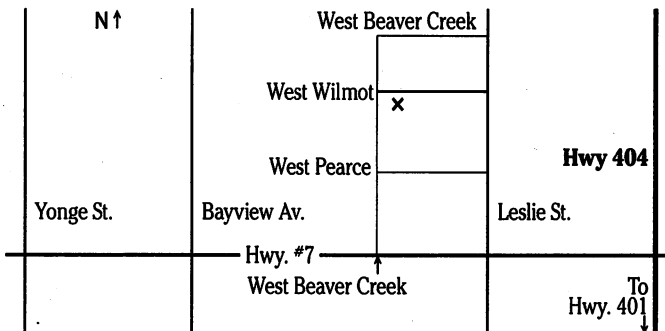 N↑
West Beaver Creek
West Wilmot
x
West Pearce
Hwy 404
Yonge St.
Bayview Av.
Leslie St.
Hwy. #7
West Beaver Creek
To
Hwy. 401